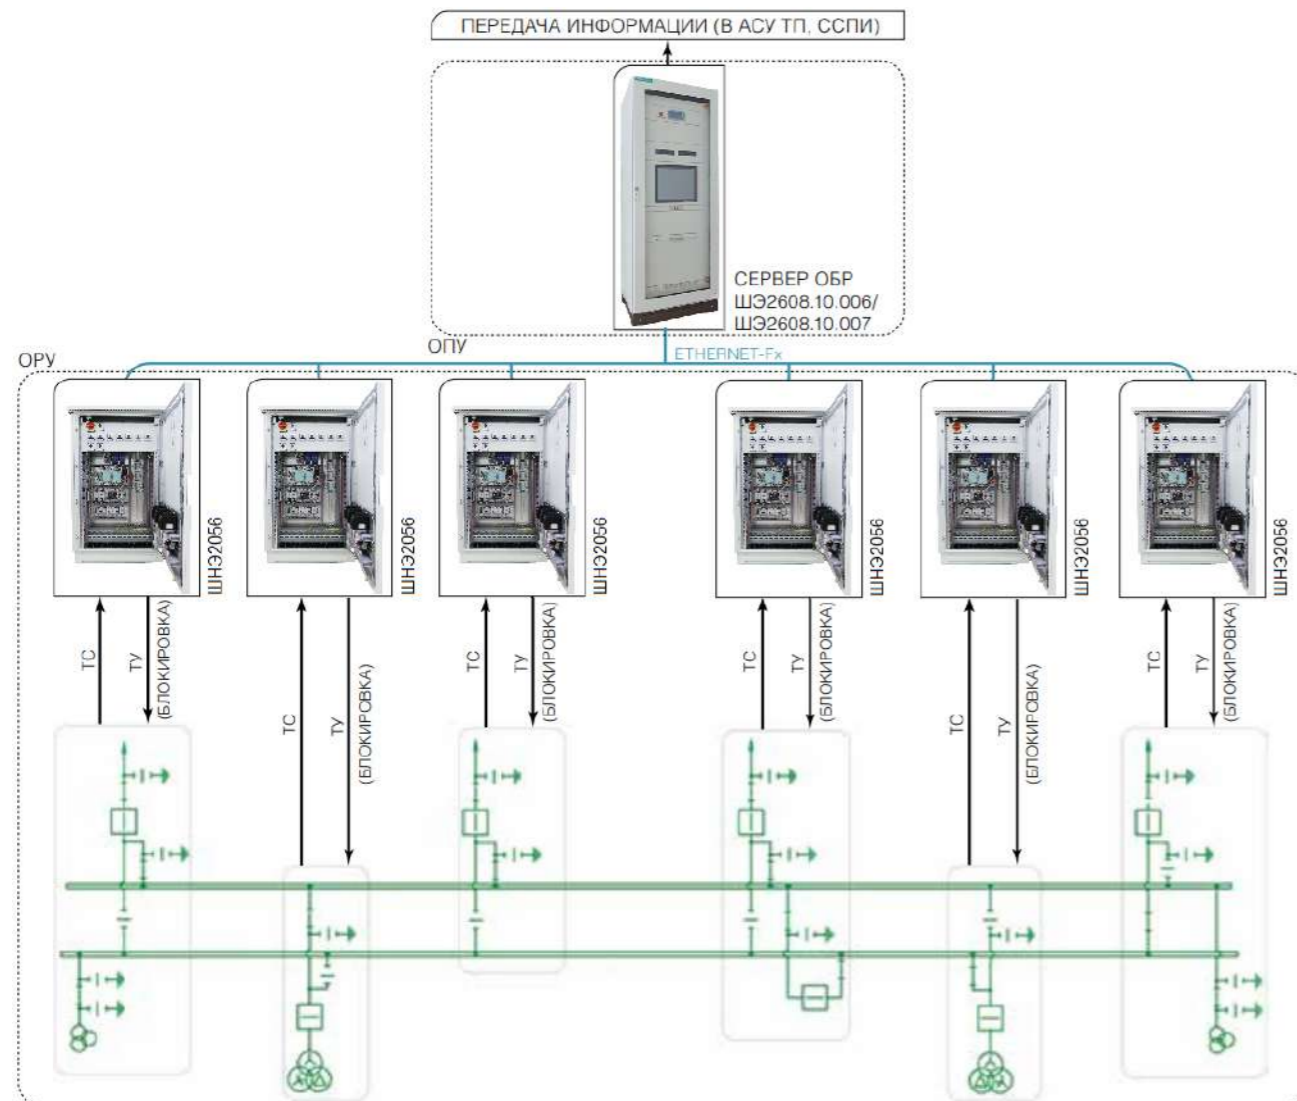 ПЕРЕДАЧА ИНФОРМАЦИИ (В АСУ ТП, ССПИ)
СЕРВЕР ОБР
ШЭ2608.10.006/
ШЭ2608.10.007
ОПУ
ETHERNET-Fx
ОРУ
ШНЭ2056
ШНЭ2056
ШНЭ2056
ШНЭ2056
ШНЭ2056
ШНЭ2056
ТС
ТУ
(БЛОКИРОВКА)
ТС
ТУ
(БЛОКИРОВКА)
ТС
ТУ
(БЛОКИРОВКА)
ТС
ТУ
(БЛОКИРОВКА)
ТС
ТУ
(БЛОКИРОВКА)
ТС
ТУ
(БЛОКИРОВКА)